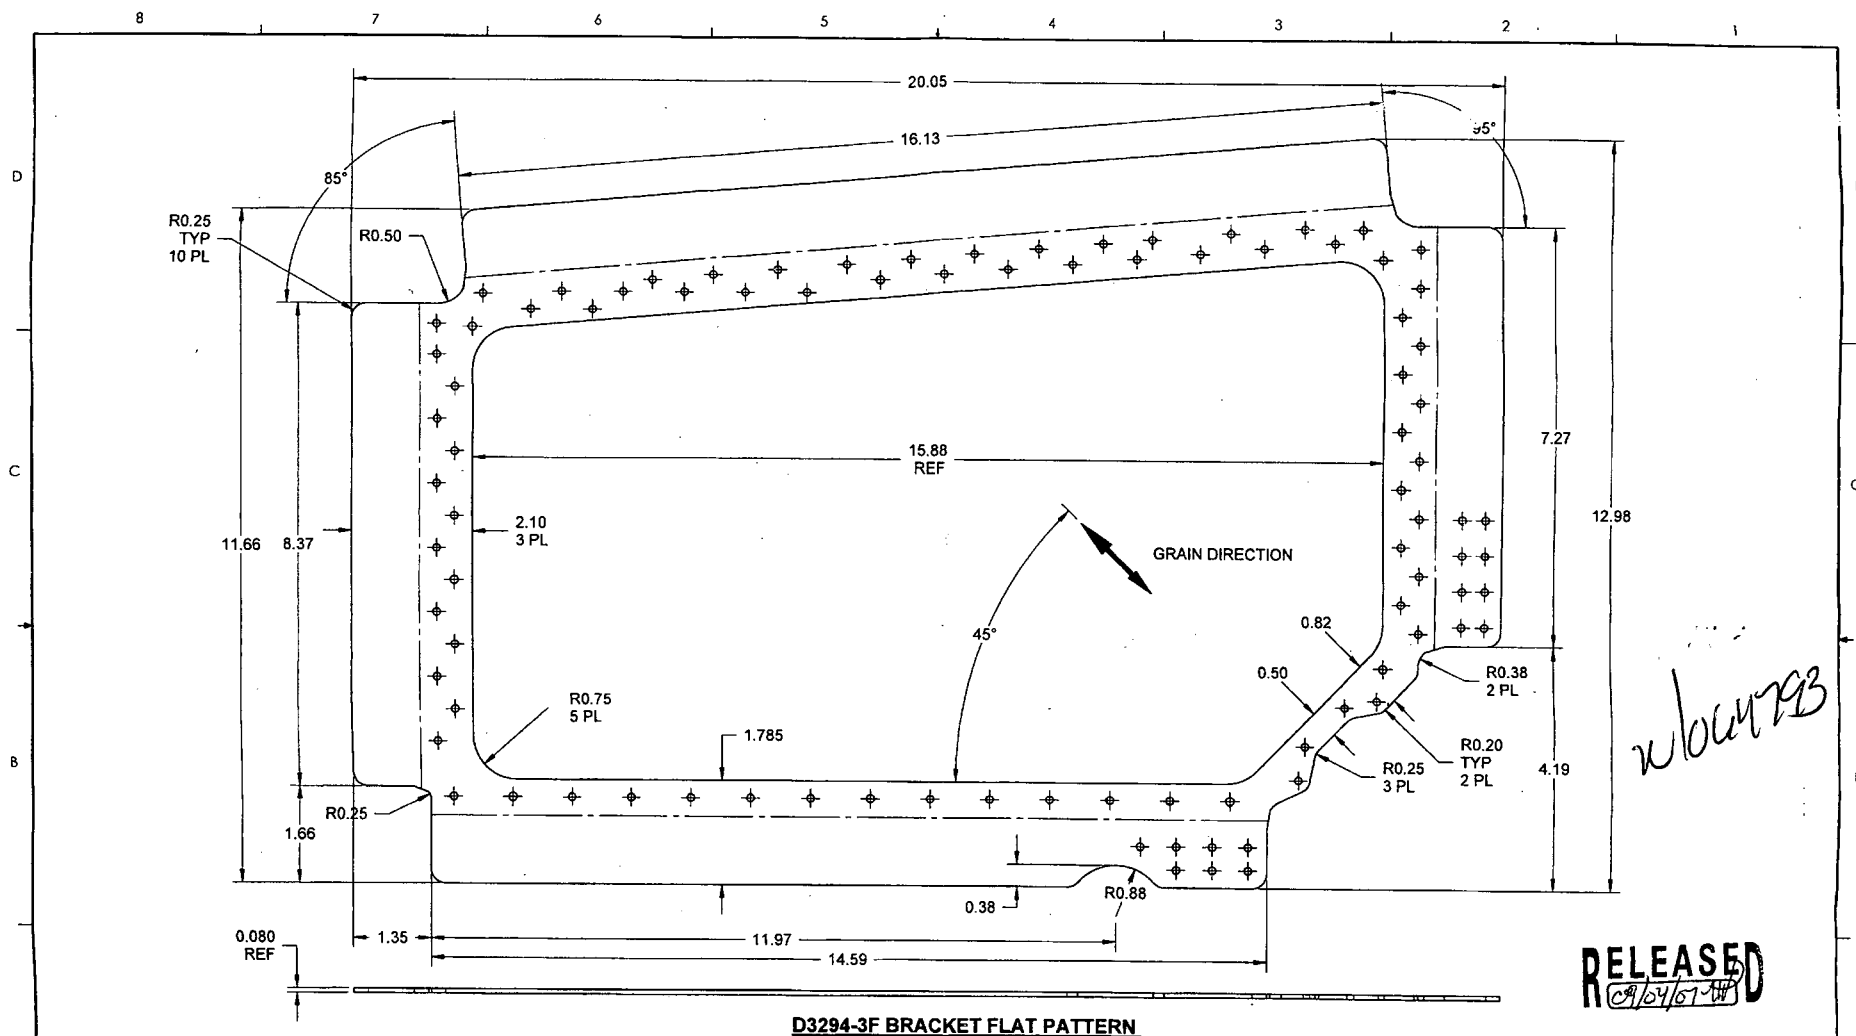 8 7 6 5 4 3 2 1
20.05
16.13
95°
85°
D
R0.25
TYP
10 PL
R0.50
C
15.88
REF
7.27
12.98
11.66
8.37
2.10
3 PL
GRAIN DIRECTION
45°
0.82
0.50
R0.38
2 PL
R0.75
5 PL
1.785
B
R0.20
TYP
2 PL
R0.25
3 PL
4.19
R0.25
1.66
0.38
R0.88
0.080
REF
1.35
11.97
14.59
RELEASED
D3294-3F BRACKET FLAT PATTERN